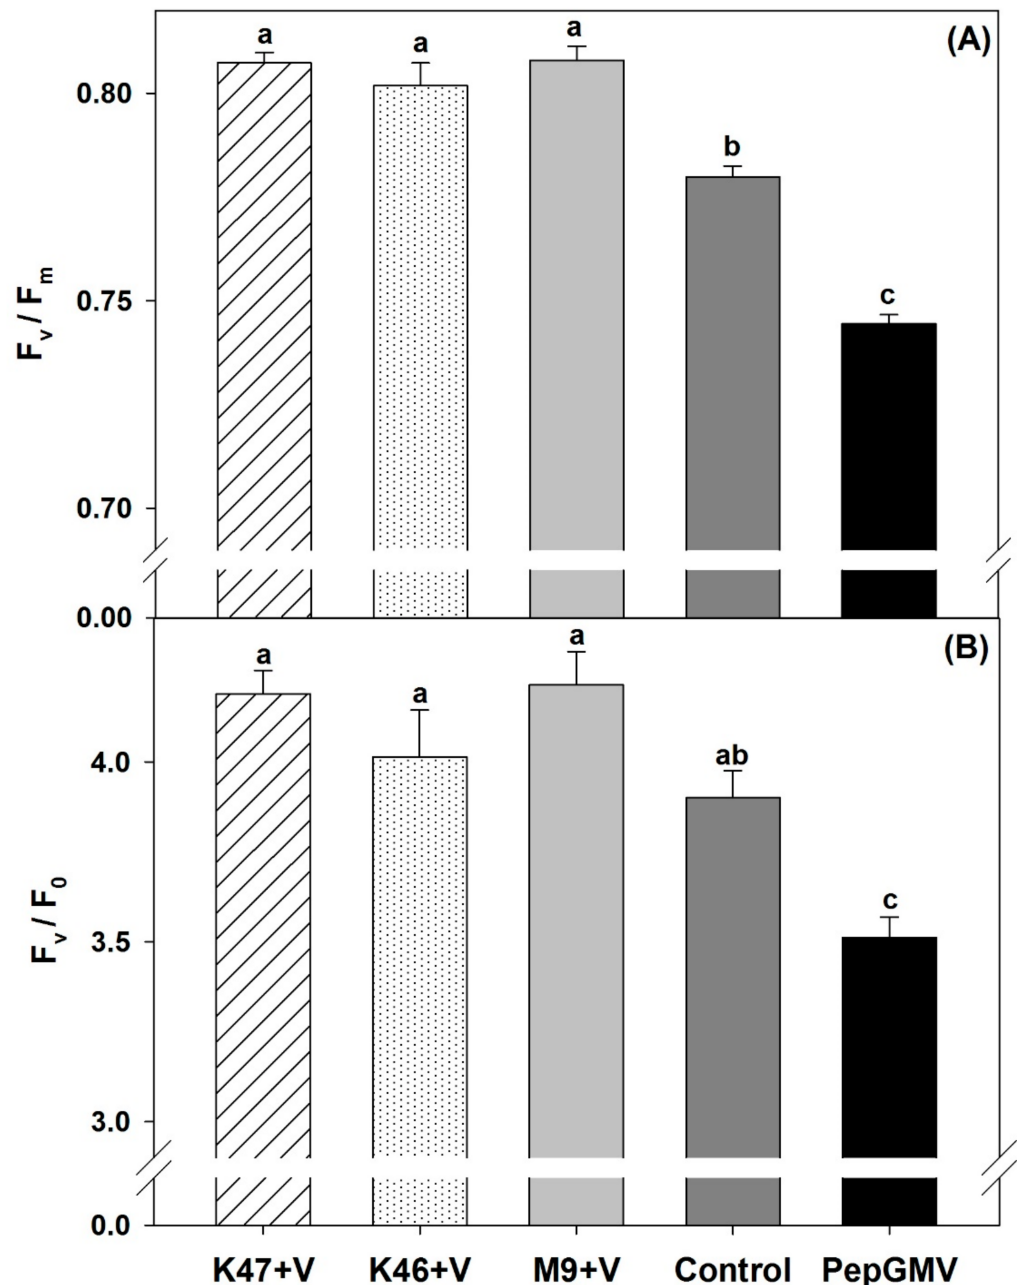 (A)
a
a
a
b
c
0.80
0.75
0.70
0.00
Fv / Fm
(B)
a
a
a
ab
c
4.0
3.5
3.0
0.0
Fv / F0
K47+V K46+V M9+V Control PepGMV